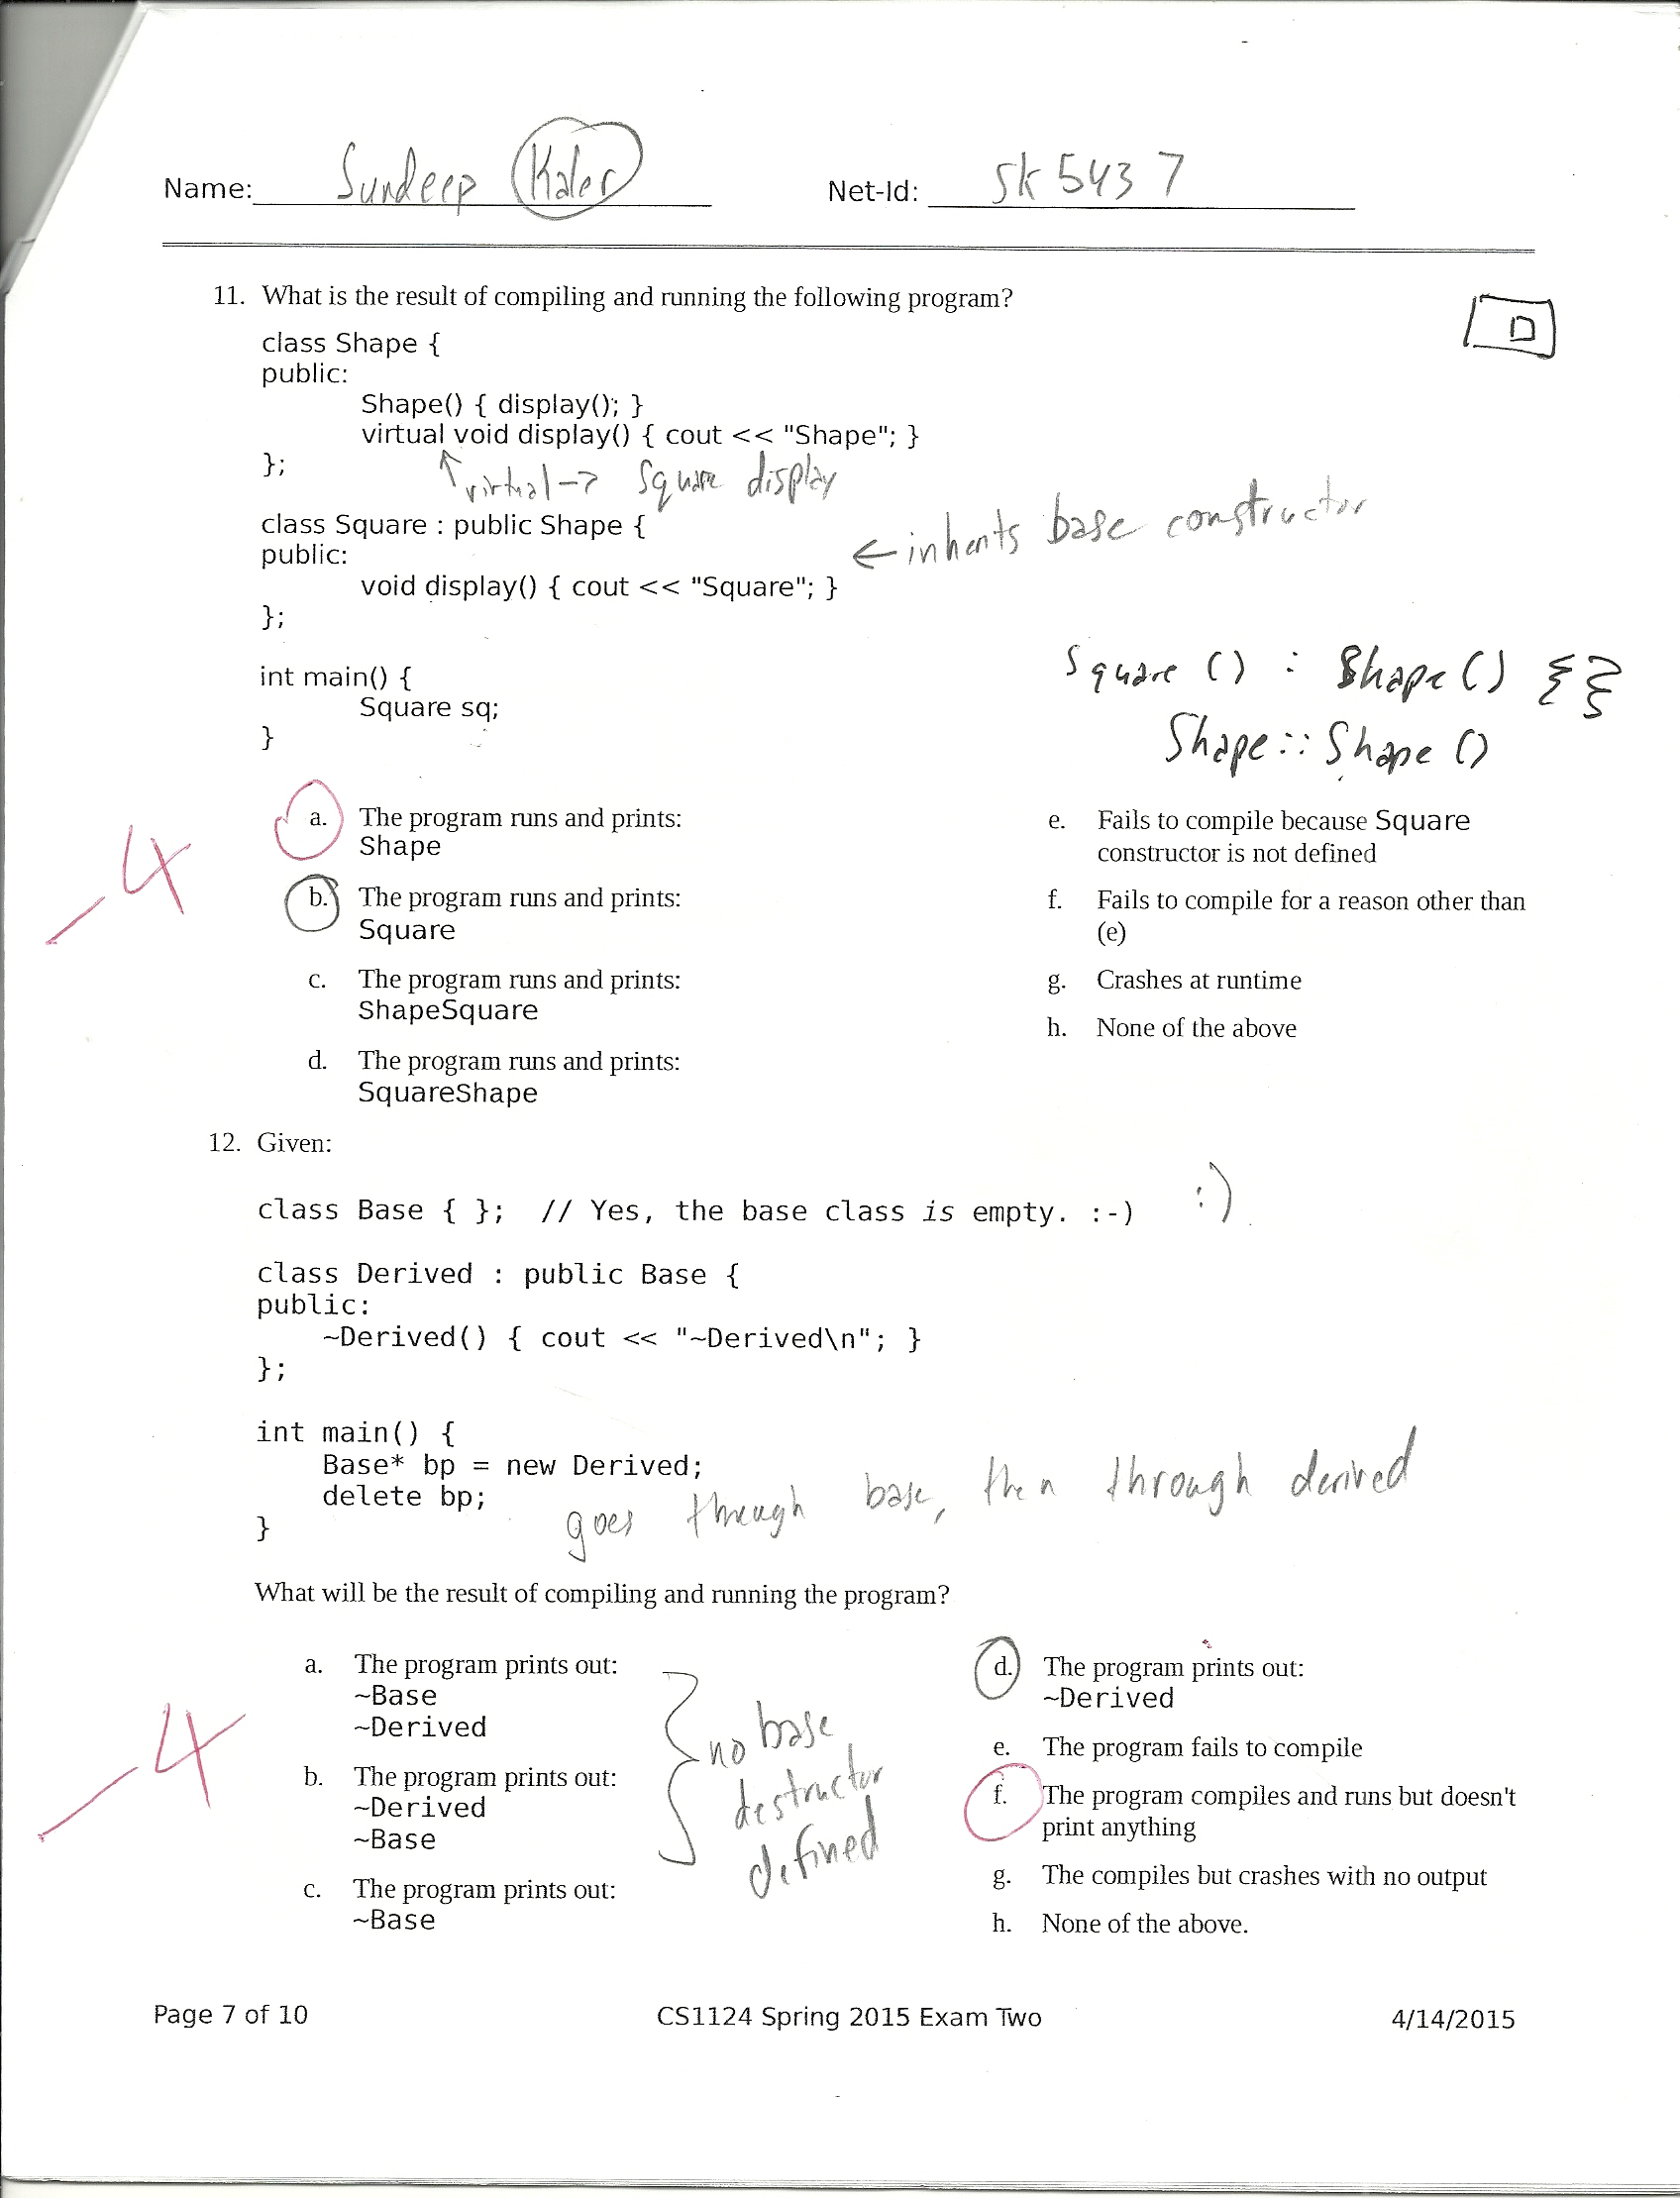 Name: Sundeep Kaler Net-Id: sk5437
11. What is the result of compiling and running the following program?
D
class Shape {
public:
Shape() { display(); }
virtual void display() { cout << "Shape"; }
};
virtual -> Square display
class Square : public Shape {
← inherits base constructor
public:
void display() { cout << "Square"; }
};
int main() {
Square () : Shape () {}
Square sq;
Shape::Shape ()
}
-4
a. The program runs and prints:
Shape
b. The program runs and prints:
Square
c. The program runs and prints:
ShapeSquare
d. The program runs and prints:
SquareShape
e. Fails to compile because Square
constructor is not defined
f. Fails to compile for a reason other than
(e)
g. Crashes at runtime
h. None of the above
12. Given:
class Base { }; // Yes, the base class is empty. :-) :)
class Derived : public Base {
public:
~Derived() { cout << "~Derived\n"; }
};
int main() {
Base* bp = new Derived;
delete bp;
goes through base, then through derived
}
What will be the result of compiling and running the program?
-4
a. The program prints out:
~Base
~Derived
b. The program prints out:
~Derived
~Base
c. The program prints out:
~Base
no base
destructor
defined
d. The program prints out:
~Derived
e. The program fails to compile
f. The program compiles and runs but doesn't
print anything
g. The compiles but crashes with no output
h. None of the above.
Page 7 of 10 CS1124 Spring 2015 Exam Two 4/14/2015